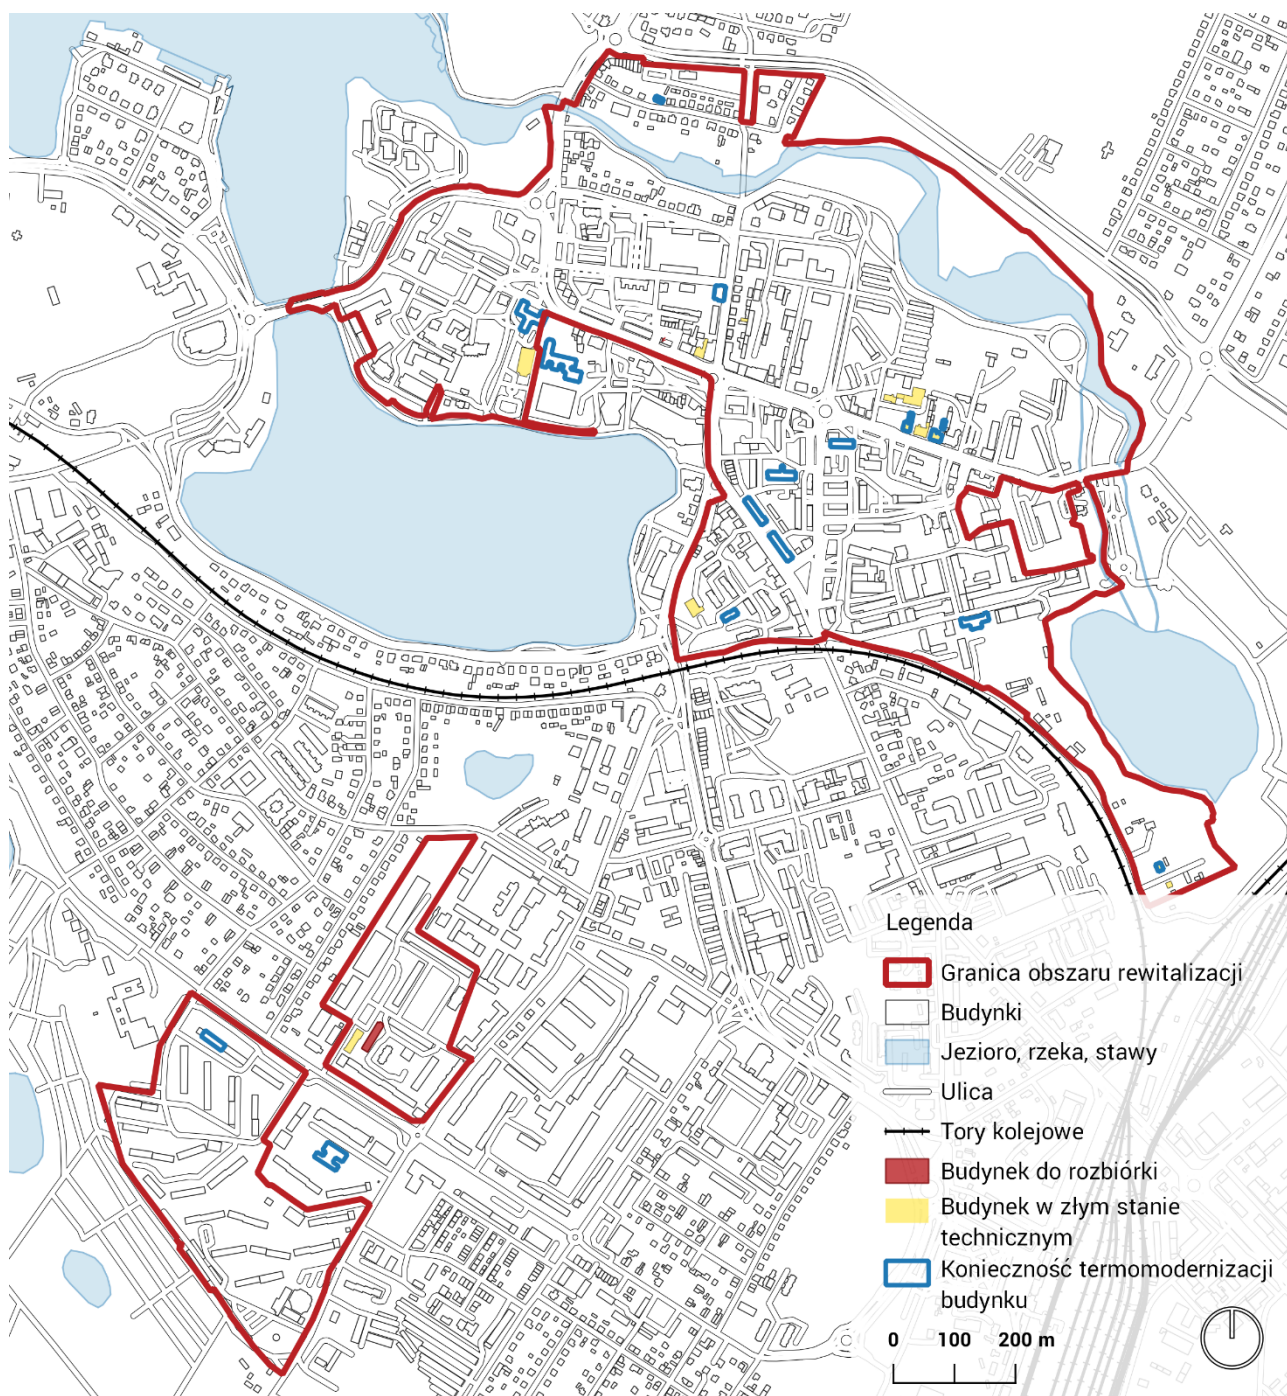 Legenda
Granica obszaru rewitalizacji
Budynki
Jezioro, rzeka, stawy
Ulica
Tory kolejowe
Budynek do rozbiórki
Budynek w złym stanie
technicznym
Konieczność termomodernizacji
budynku
0 100 200 m